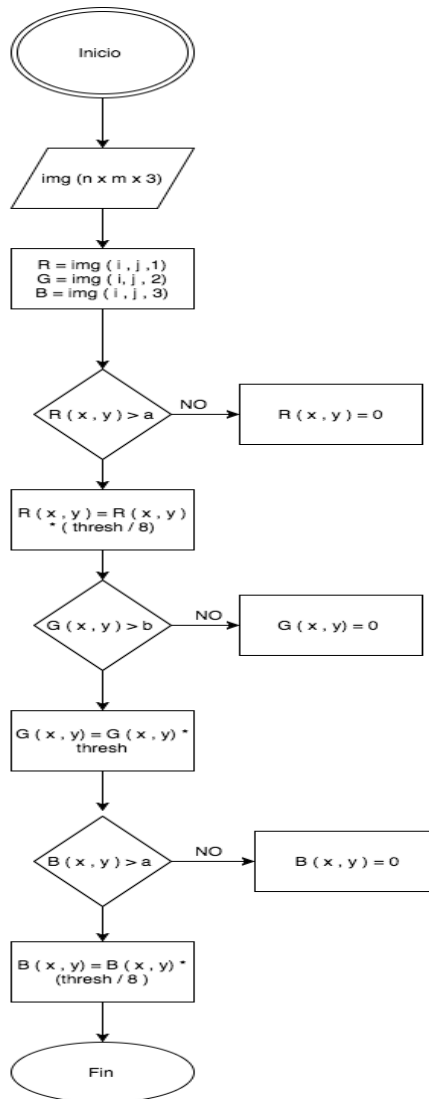 Inicio
img (n x m x 3)
R = img ( i , j ,1)
G = img ( i, j , 2)
B = img ( i , j , 3)
R ( x , y ) > a
NO
R ( x , y ) = 0
R ( x , y ) = R ( x , y )
* ( thresh / 8)
G ( x , y ) > b
NO
G ( x , y) = 0
G ( x , y) = G ( x , y) *
thresh
B ( x , y ) > a
NO
B ( x , y ) = 0
B ( x , y) = B ( x , y ) *
(thresh / 8 )
Fin